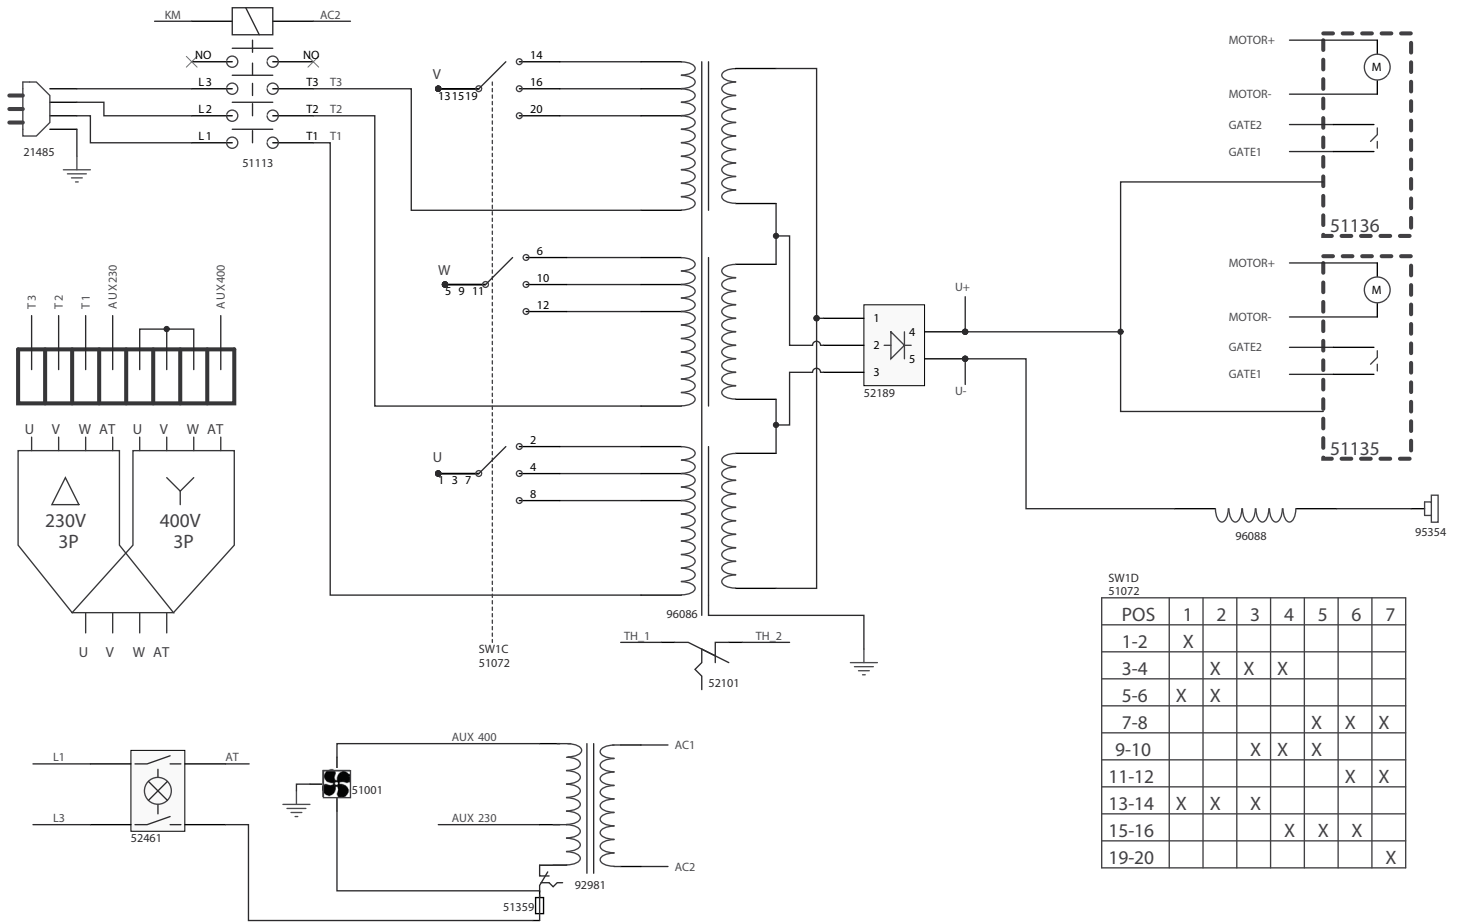 KM
AC2
NO
NO
L3
T3
T3
L2
T2
T2
L1
T1
T1
21485
51113
V
131519
14
16
20
W
5 9 11
6
10
12
U
1 3 7
2
4
8
SW1C
51072
96086
TH_1
TH_2
52101
1
2
3
4
5
52189
U+
U-
MOTOR+
M
MOTOR-
GATE2
GATE1
51136
MOTOR+
M
MOTOR-
GATE2
GATE1
51135
96088
95354
T3
T2
T1
AUX230
AUX400
U V W AT U V W AT
230V
3P
400V
3P
U V W AT
L1
AT
L3
52461
51001
AUX 400
AUX 230
AC1
AC2
92981
51359
SW1D
51072
POS 1 2 3 4 5 6 7
1-2 X
3-4 X X X
5-6 X X
7-8 X X X
9-10 X X X
11-12 X X
13-14 X X X
15-16 X X X
19-20 X